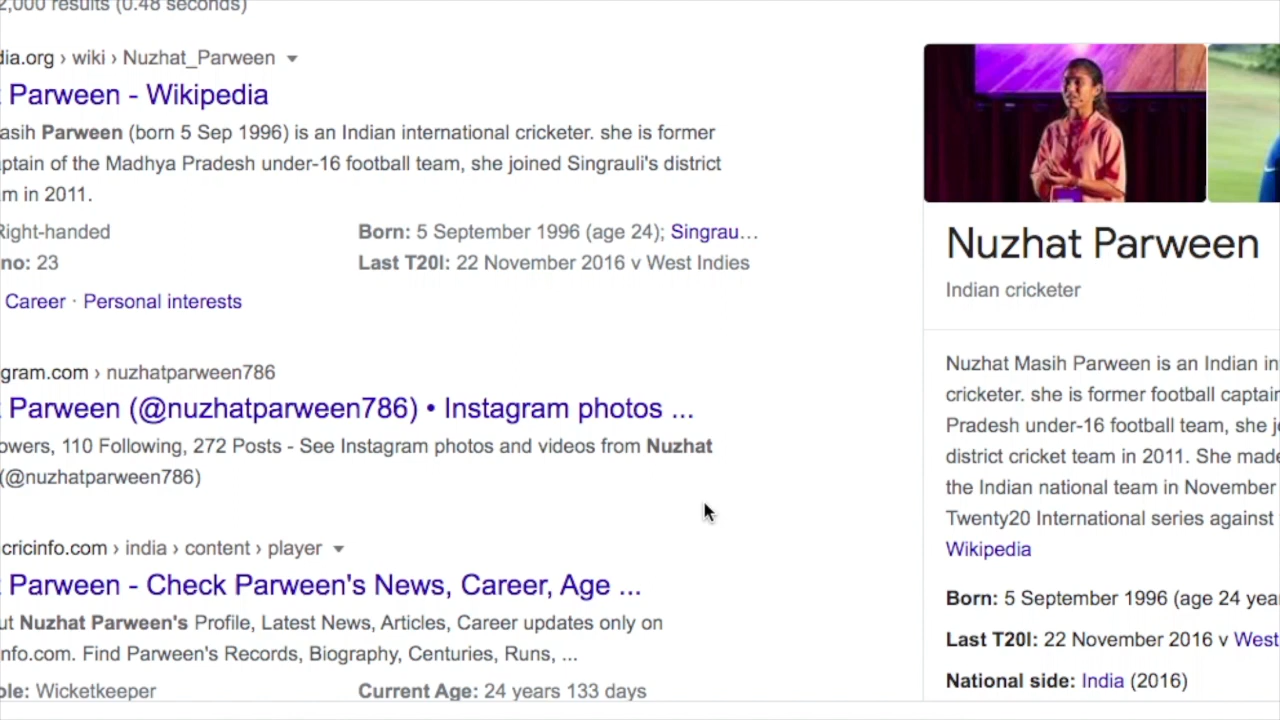 2,000 results (0.48 seconds)
dia.org › wiki › Nuzhat_Parween
Parween - Wikipedia
asih Parween (born 5 Sep 1996) is an Indian international cricketer. she is former
ptain of the Madhya Pradesh under-16 football team, she joined Singrauli's district
m in 2011.
Right-handed
Born: 5 September 1996 (age 24); Singrau...
no: 23
Last T20I: 22 November 2016 v West Indies
Career · Personal interests
gram.com › nuzhatparween786
Parween (@nuzhatparween786) • Instagram photos ...
owers, 110 Following, 272 Posts - See Instagram photos and videos from Nuzhat
(@nuzhatparween786)
cricinfo.com › india › content › player
Parween - Check Parween's News, Career, Age ...
ut Nuzhat Parween's Profile, Latest News, Articles, Career updates only on
nfo.com. Find Parween's Records, Biography, Centuries, Runs, ...
ole: Wicketkeeper
Current Age: 24 years 133 days
Nuzhat Parween
Indian cricketer
Nuzhat Masih Parween is an Indian in
cricketer. she is former football captain
Pradesh under-16 football team, she jo
district cricket team in 2011. She made
the Indian national team in November
Twenty20 International series against
Wikipedia
Born: 5 September 1996 (age 24 yea
Last T20I: 22 November 2016 v West
National side: India (2016)